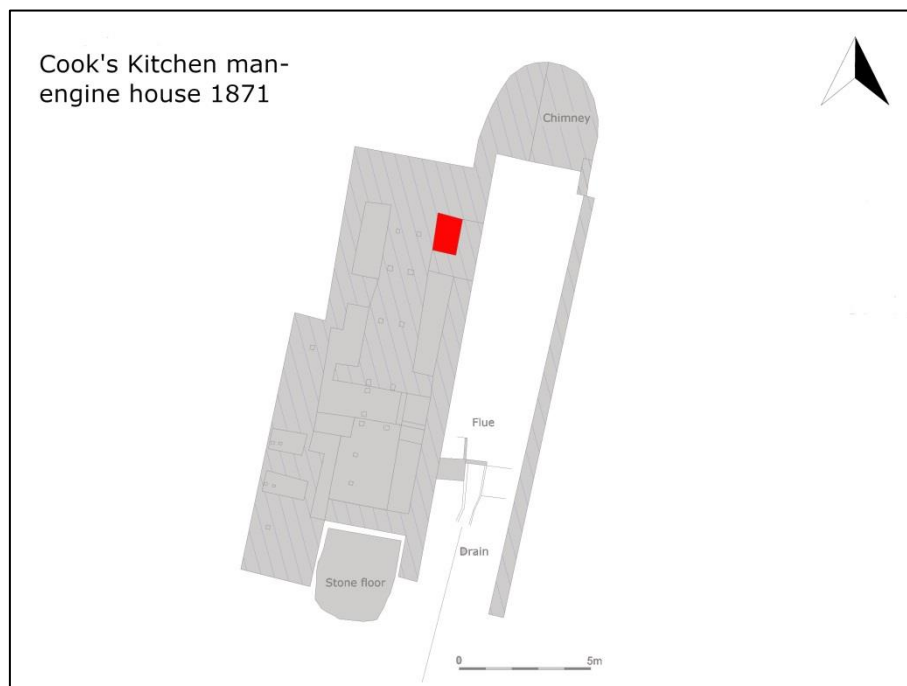 Cook's Kitchen man-
engine house 1871
Chimney
Flue
Drain
Stone floor
0 5m